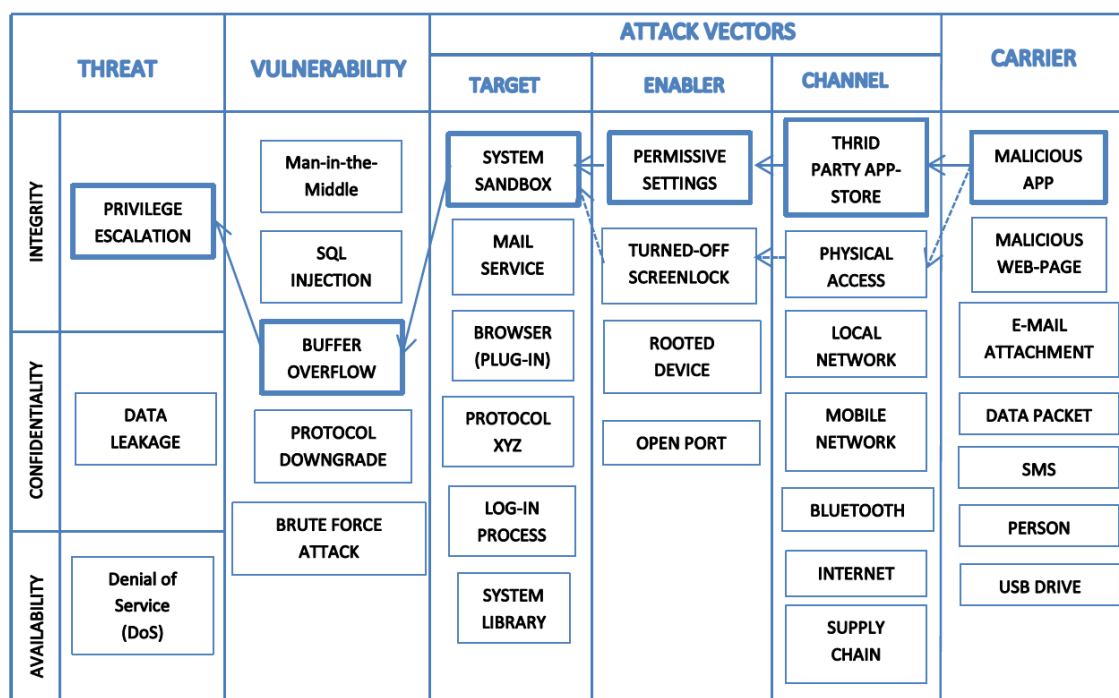 THREAT
VULNERABILITY
ATTACK VECTORS
TARGET
ENABLER
CHANNEL
CARRIER
INTEGRITY
CONFIDENTIALITY
AVAILABILITY
PRIVILEGE
ESCALATION
DATA
LEAKAGE
Denial of
Service
(DoS)
Man-in-the-
Middle
SQL
INJECTION
BUFFER
OVERFLOW
PROTOCOL
DOWNGRADE
BRUTE FORCE
ATTACK
SYSTEM
SANDBOX
MAIL
SERVICE
BROWSER
(PLUG-IN)
PROTOCOL
XYZ
LOG-IN
PROCESS
SYSTEM
LIBRARY
PERMISSIVE
SETTINGS
TURNED-OFF
SCREENLOCK
ROOTED
DEVICE
OPEN PORT
THRID
PARTY APP-
STORE
PHYSICAL
ACCESS
LOCAL
NETWORK
MOBILE
NETWORK
BLUETOOTH
INTERNET
SUPPLY
CHAIN
MALICIOUS
APP
MALICIOUS
WEB-PAGE
E-MAIL
ATTACHMENT
DATA PACKET
SMS
PERSON
USB DRIVE